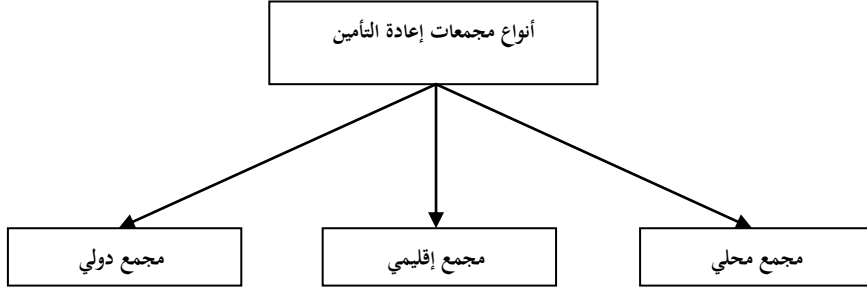 أنواع مجمعات إعادة التأمين
مجمع محلي
مجمع إقليمي
مجمع دولي